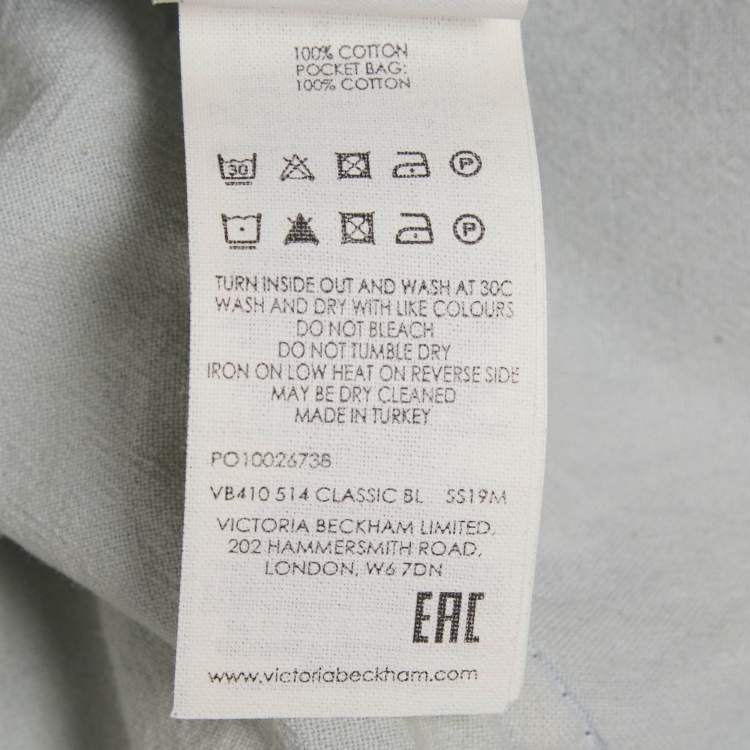 100% COTTON
POCKET BAG:
100% COTTON
30 P
P
TURN INSIDE OUT AND WASH AT 30C
WASH AND DRY WITH LIKE COLOURS
DO NOT BLEACH
DO NOT TUMBLE DRY
IRON ON LOW HEAT ON REVERSE SIDE
MAY BE DRY CLEANED
MADE IN TURKEY
PO10026738
VB410 514 CLASSIC BL SS19M
VICTORIA BECKHAM LIMITED,
202 HAMMERSMITH ROAD,
LONDON, W6 7DN
EAC
www.victoriabeckham.com